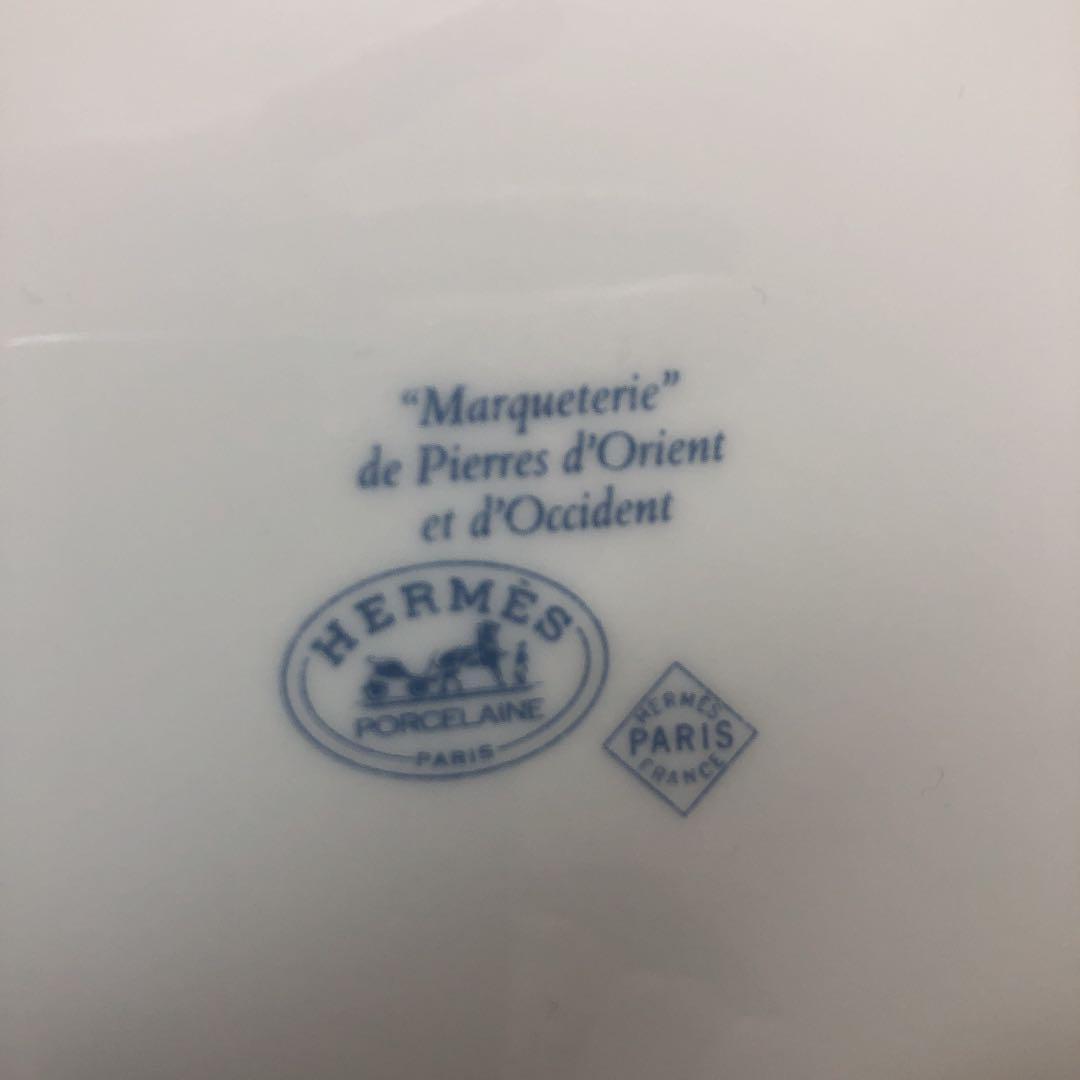 “Marqueterie”
de Pierres d’Orient
et d’Occident
HERMÈS
PORCELAINE
PARIS
HERMÈS
PARIS
FRANCE